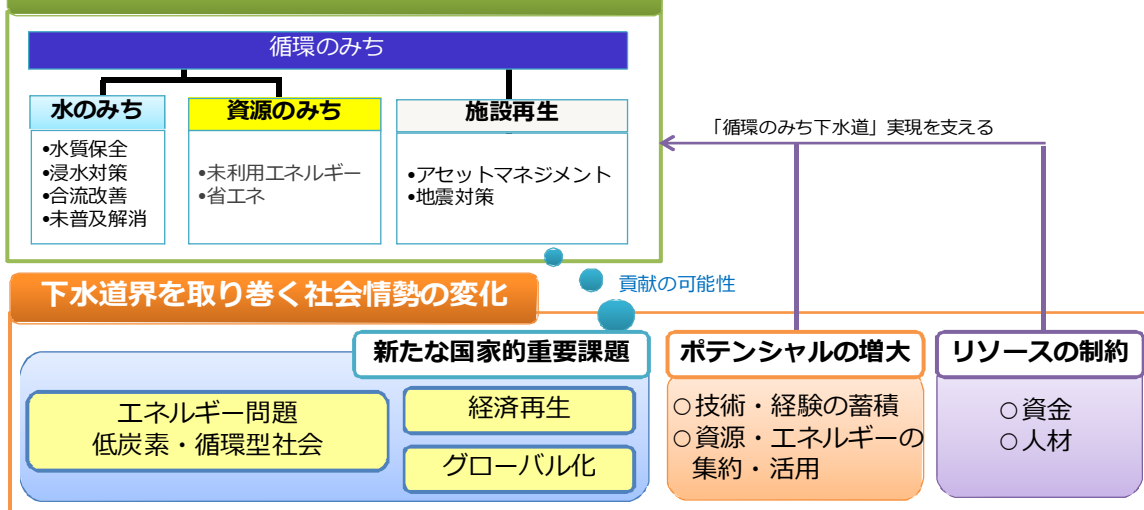 循環のみち
水のみち
•水質保全
•浸水対策
•合流改善
•未普及解消
資源のみち
•未利用エネルギー
•省エネ
施設再生
•アセットマネジメント
•地震対策
「循環のみち下水道」実現を支える
貢献の可能性
下水道界を取り巻く社会情勢の変化
新たな国家的重要課題
エネルギー問題
低炭素・循環型社会
経済再生
グローバル化
ポテンシャルの増大
○技術・経験の蓄積
○資源・エネルギーの
集約・活用
リソースの制約
○資金
○人材